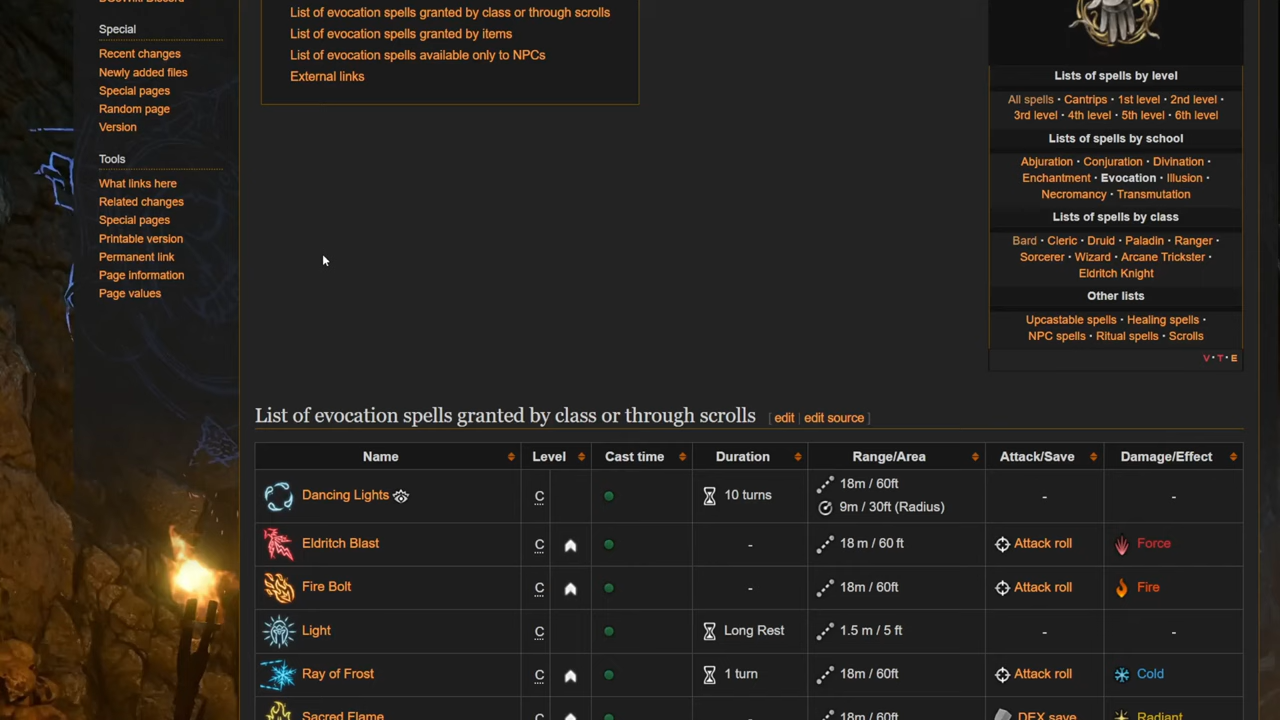 Special
Recent changes
Newly added files
Special pages
Random page
Version
Tools
What links here
Related changes
Special pages
Printable version
Permanent link
Page information
Page values
List of evocation spells granted by class or through scrolls
List of evocation spells granted by items
List of evocation spells available only to NPCs
External links
Lists of spells by level
All spells • Cantrips • 1st level • 2nd level •
3rd level • 4th level • 5th level • 6th level
Lists of spells by school
Abjuration • Conjuration • Divination •
Enchantment • Evocation • Illusion •
Necromancy • Transmutation
Lists of spells by class
Bard • Cleric • Druid • Paladin • Ranger •
Sorcerer • Wizard • Arcane Trickster •
Eldritch Knight
Other lists
Upcastable spells • Healing spells •
NPC spells • Ritual spells • Scrolls
V • T • E
List of evocation spells granted by class or through scrolls [ edit | edit source ]
Name Level Cast time Duration Range/Area Attack/Save Damage/Effect
Dancing Lights C 10 turns 18m / 60ft - -
9m / 30ft (Radius)
Eldritch Blast C - 18 m / 60 ft Attack roll Force
Fire Bolt C - 18m / 60ft Attack roll Fire
Light C Long Rest 1.5 m / 5 ft - -
Ray of Frost C 1 turn 18m / 60ft Attack roll Cold
Sacred Flame C - 18m / 60ft DEX save Radiant